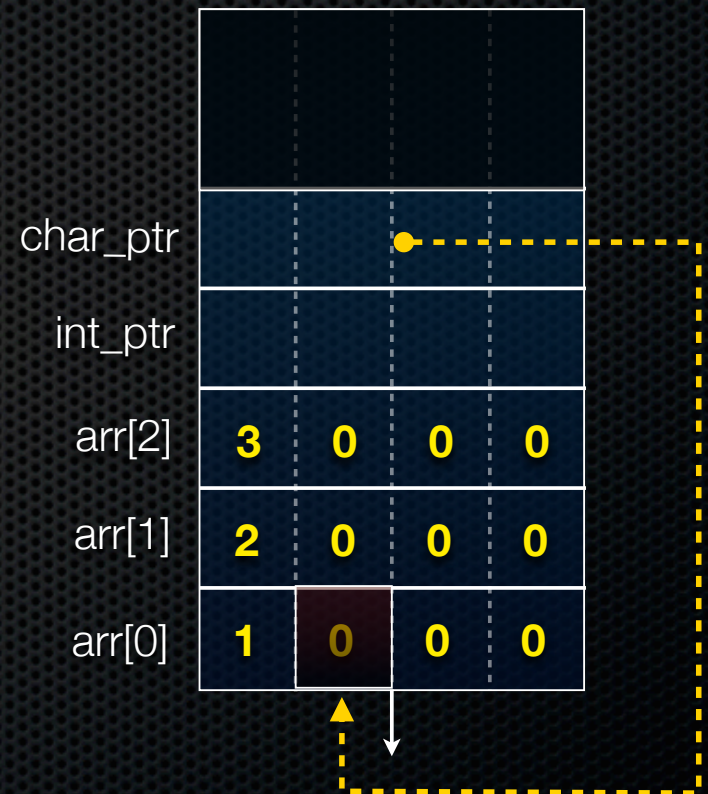 char_ptr
int_ptr
arr[2] 3 0 0 0
arr[1] 2 0 0 0
arr[0] 1 0 0 0